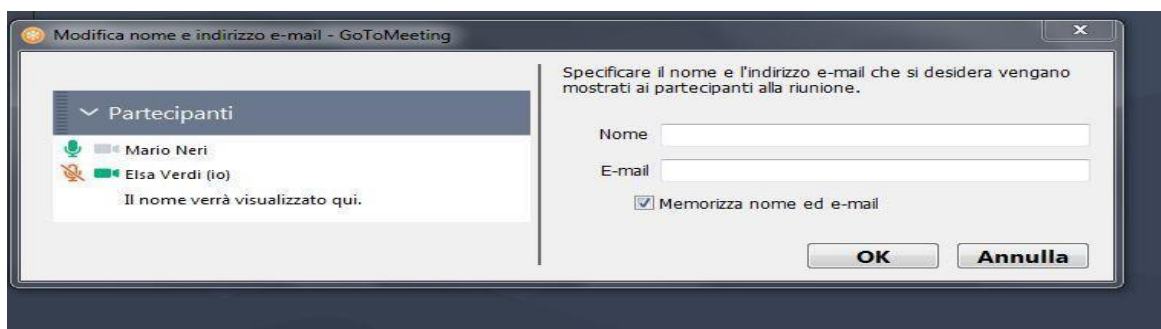 Modifica nome e indirizzo e-mail - GoToMeeting
Partecipanti
Mario Neri
Elsa Verdi (io)
Il nome verrà visualizzato qui.
Specificare il nome e l'indirizzo e-mail che si desidera vengano
mostrati ai partecipanti alla riunione.
Nome
E-mail
Memorizza nome ed e-mail
OK
Annulla